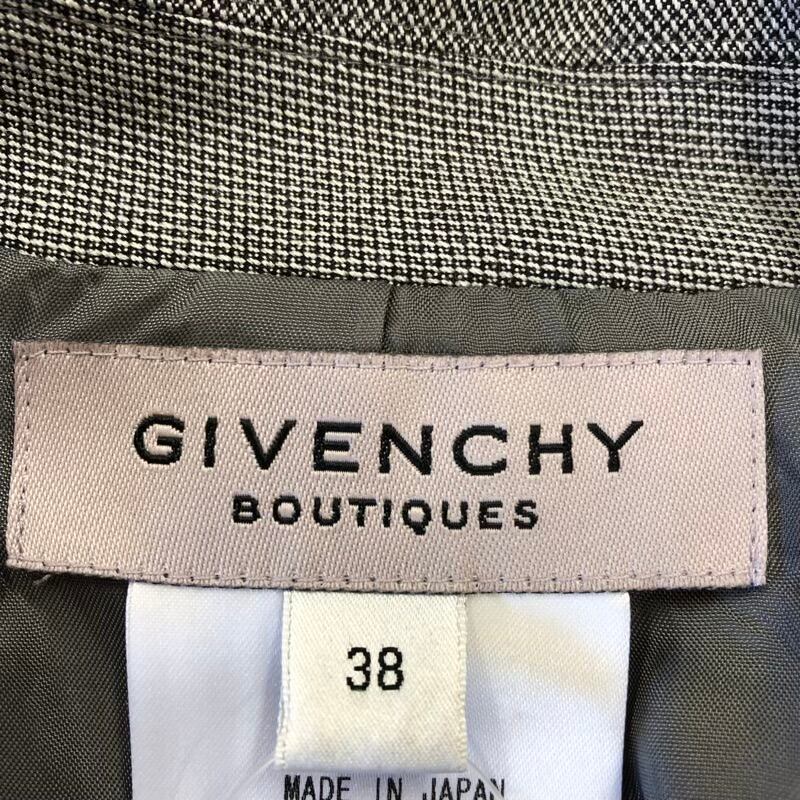 GIVENCHY
BOUTIQUES
38
MADE IN JAPAN